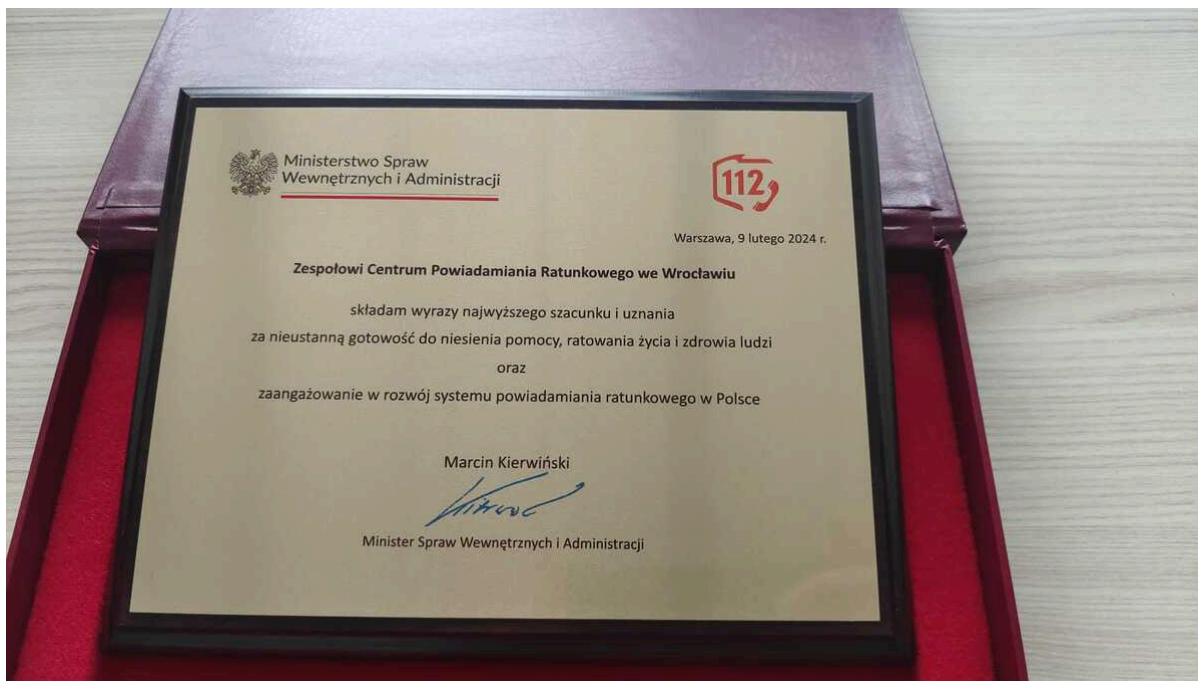 Ministerstwo Spraw
Wewnętrznych i Administracji
112
Warszawa, 9 lutego 2024 r.
Zespołowi Centrum Powiadamiania Ratunkowego we Wrocławiu
składam wyrazy najwyższego szacunku i uznania
za nieustanną gotowość do niesienia pomocy, ratowania życia i zdrowia ludzi
oraz
zaangażowanie w rozwój systemu powiadamiania ratunkowego w Polsce
Marcin Kierwiński
Minister Spraw Wewnętrznych i Administracji